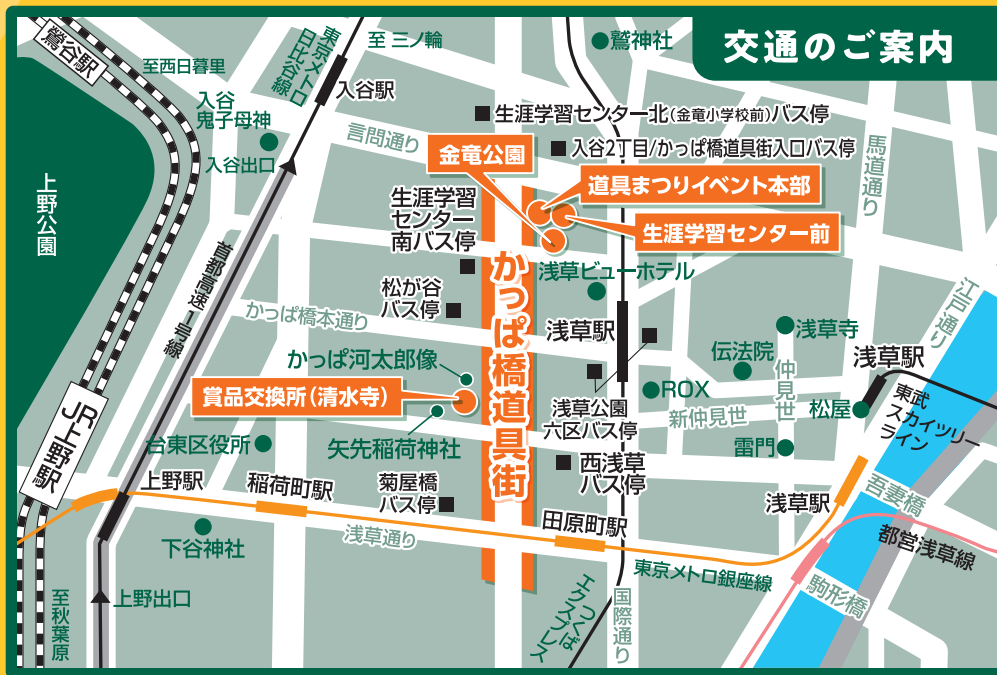 交通のご案内
鶯谷駅
至西日暮里
東京メトロ
日比谷線
至 三ノ輪
鷲神社
入谷
鬼子母神
入谷駅
入谷出口
生涯学習センター北(金竜小学校前)バス停
言問通り
入谷2丁目/かっぱ橋道具街入口バス停
馬道通り
金竜公園
道具まつりイベント本部
生涯学習センター前
上野公園
生涯学習
センター
南バス停
首都高速1号線
かっぱ橋道具街
浅草ビューホテル
松が谷
バス停
かっぱ橋本通り
浅草駅
浅草寺
江戸通り
伝法院
仲見世
浅草駅
かっぱ河太郎像
賞品交換所(清水寺)
ROX
新仲見世
松屋
東武
スカイツリー
ライン
浅草公園
六区バス停
矢先稲荷神社
台東区役所
雷門
JR上野駅
上野駅
稲荷町駅
菊屋橋
バス停
西浅草
バス停
浅草駅
吾妻橋
下谷神社
浅草通り
田原町駅
都営浅草線
東京メトロ銀座線
駒形橋
至秋葉原
上野出口
つくば
エクスプレス
国際通り